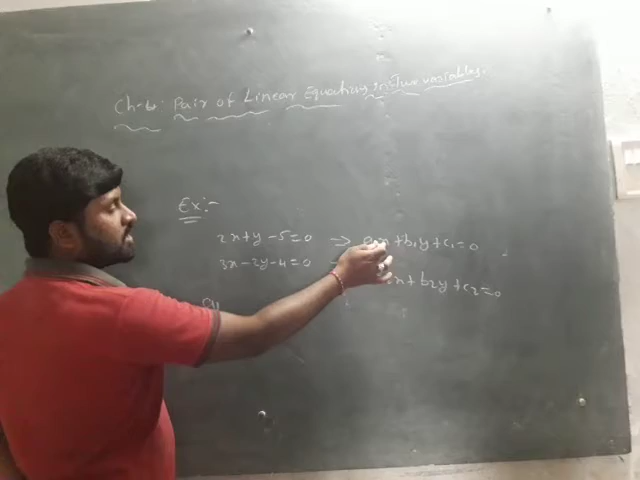 Ch-6: Pair of Linear Equations in Two variables.
Ex:-
2x+y-5=0 → a₁x+b₁y+c₁=0
3x-2y-4=0 x+b₂y+c₂=0